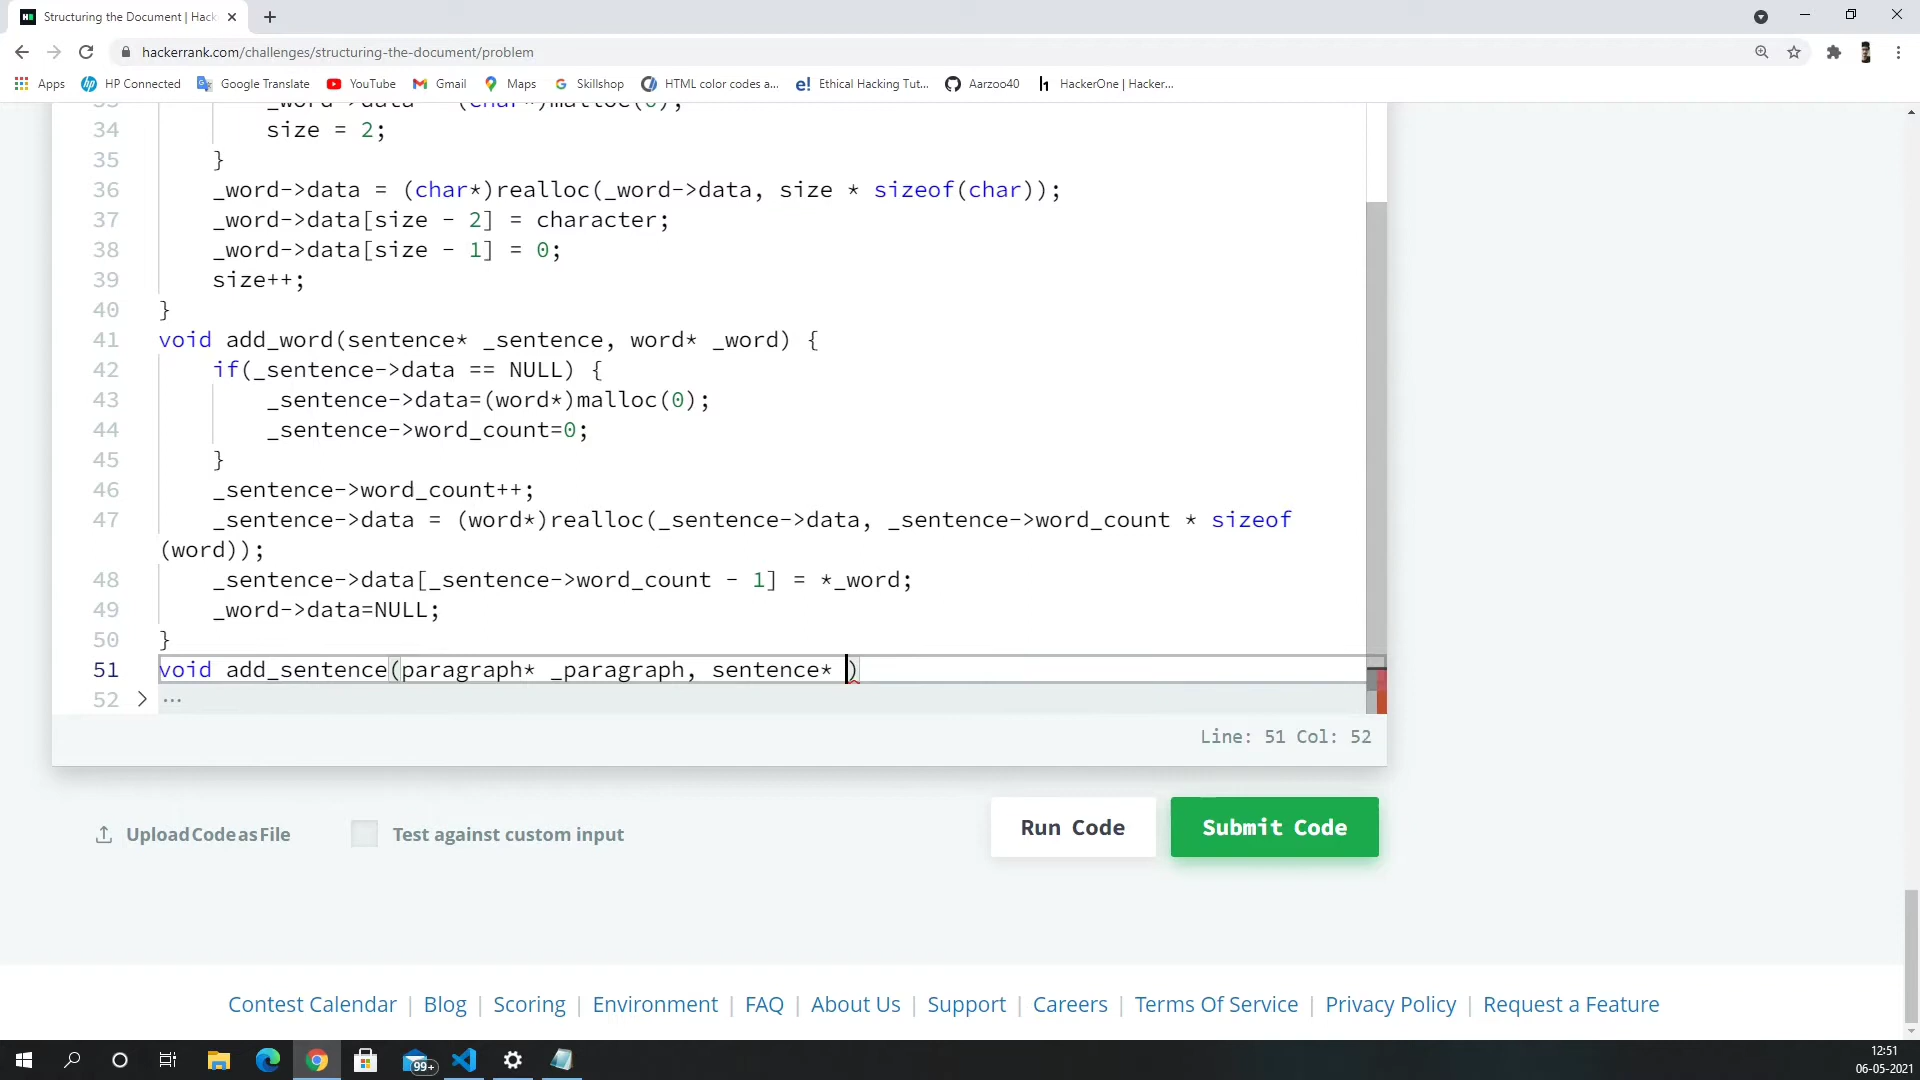 Structuring the Document | Hack
hackerrank.com/challenges/structuring-the-document/problem
Apps HP Connected Google Translate YouTube Gmail Maps Skillshop HTML color codes a... Ethical Hacking Tut... Aarzoo40 HackerOne | Hacker...
34 size = 2;
35 }
36 _word->data = (char*)realloc(_word->data, size * sizeof(char));
37 _word->data[size - 2] = character;
38 _word->data[size - 1] = 0;
39 size++;
40 }
41 void add_word(sentence* _sentence, word* _word) {
42 if(_sentence->data == NULL) {
43 _sentence->data=(word*)malloc(0);
44 _sentence->word_count=0;
45 }
46 _sentence->word_count++;
47 _sentence->data = (word*)realloc(_sentence->data, _sentence->word_count * sizeof
(word));
48 _sentence->data[_sentence->word_count - 1] = *_word;
49 _word->data=NULL;
50 }
51 void add_sentence(paragraph* _paragraph, sentence* )
52 ...
Line: 51 Col: 52
Upload Code as File Test against custom input Run Code Submit Code
Contest Calendar | Blog | Scoring | Environment | FAQ | About Us | Support | Careers | Terms Of Service | Privacy Policy | Request a Feature
99+
12:51
06-05-2021